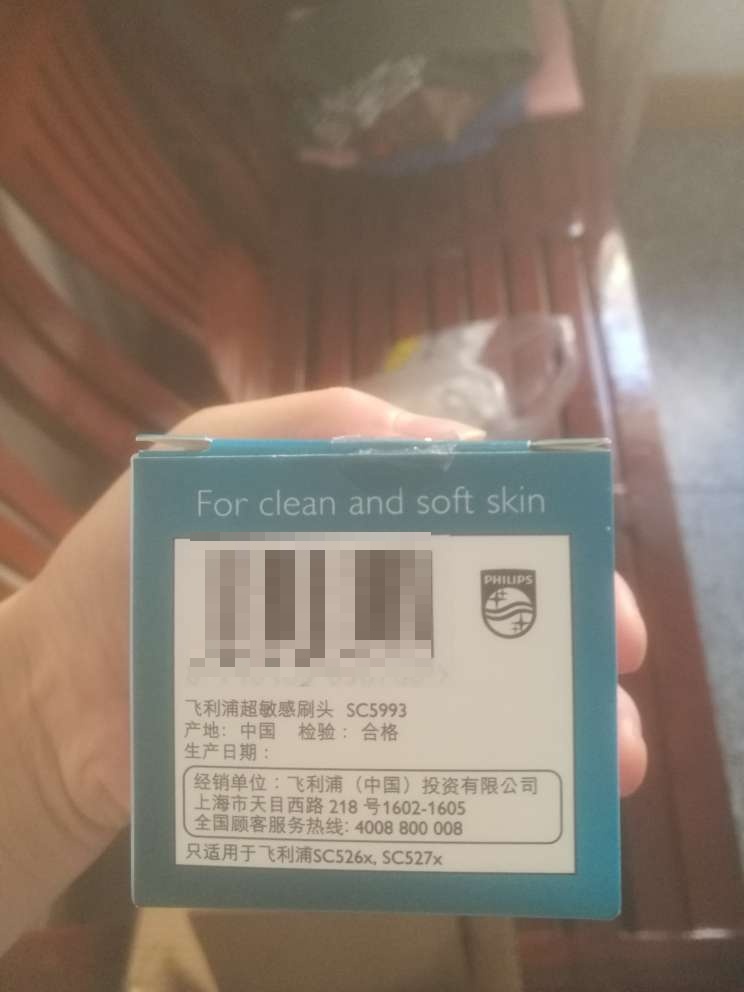 For clean and soft skin
PHILIPS
飞利浦超敏感刷头 SC5993
产地: 中国 检验: 合格
生产日期:
经销单位: 飞利浦（中国）投资有限公司
上海市天目西路 218 号1602-1605
全国顾客服务热线: 4008 800 008
只适用于飞利浦SC526x, SC527x